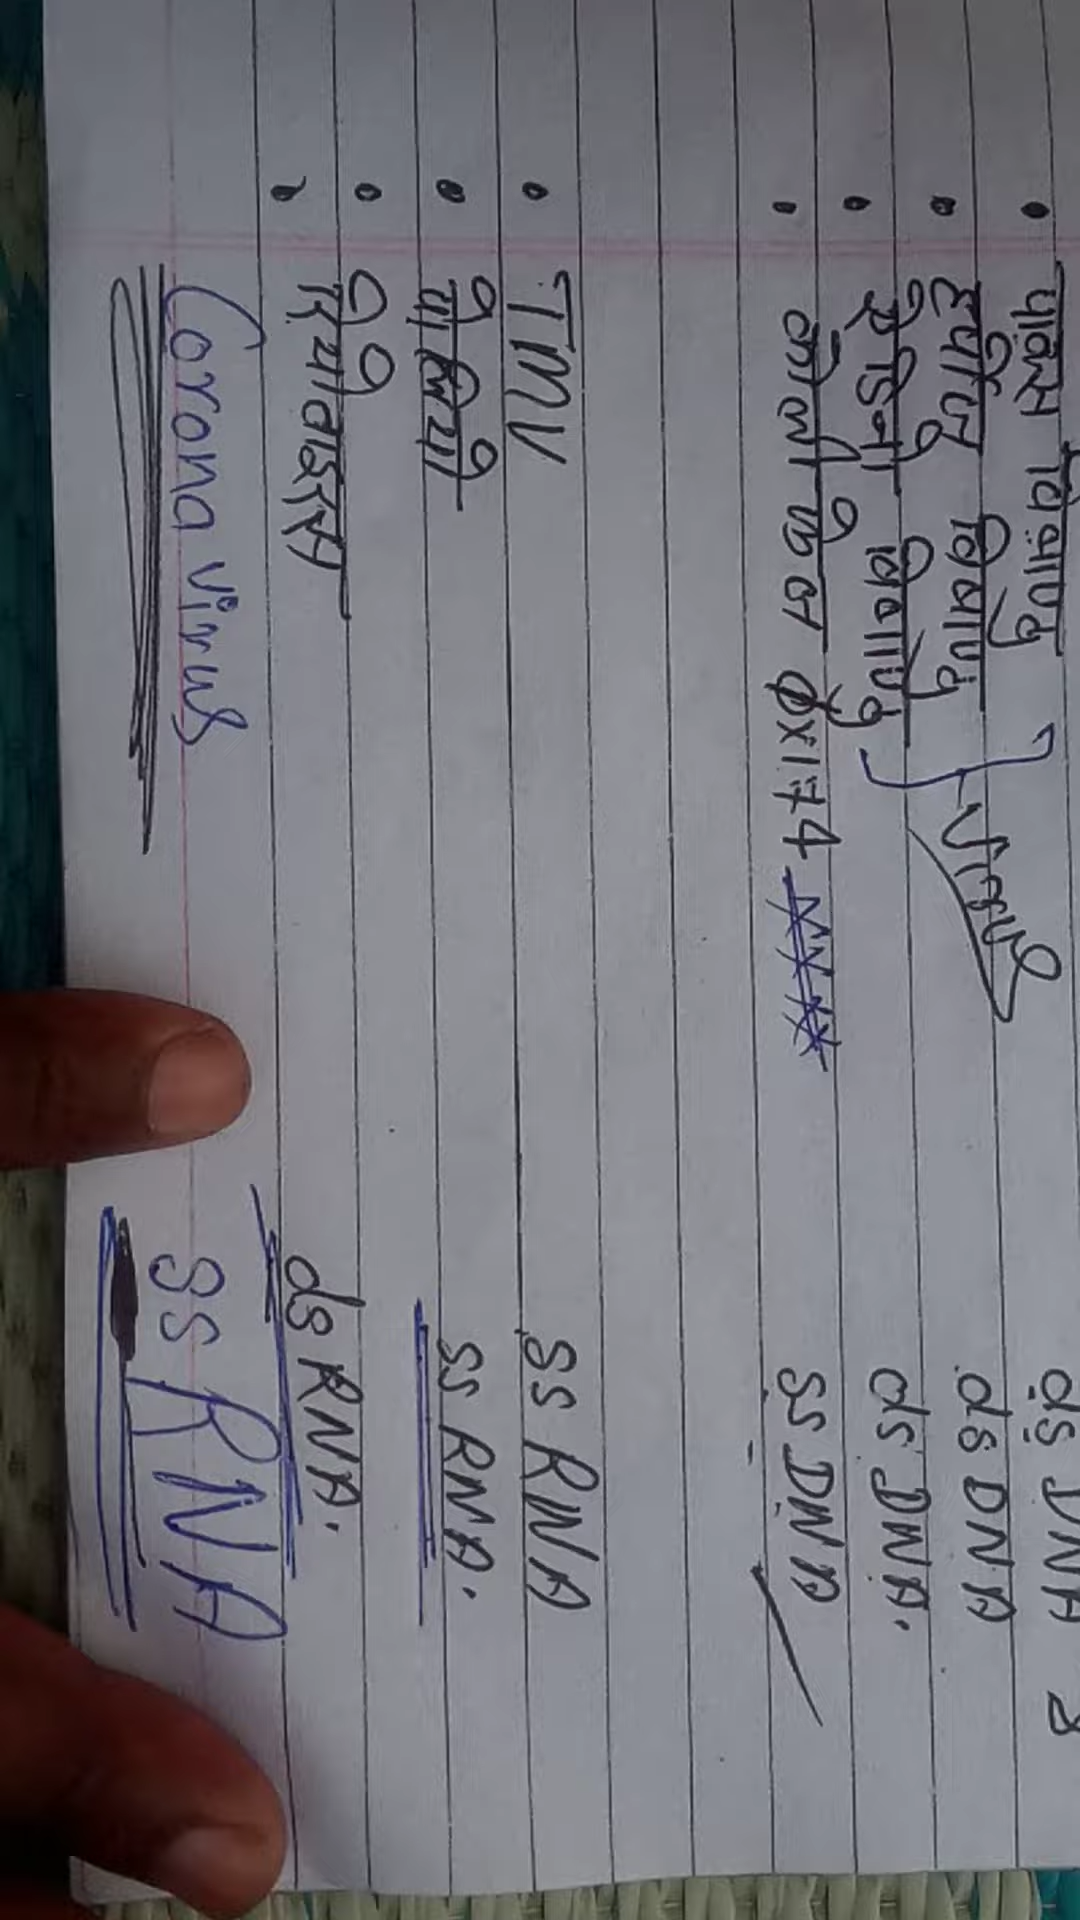 • पॉक्स विषाणु ds DNA
• हर्पीज विषाणु ds DNA
• एडिनो विषाणु } Virus ds DNA.
• कोली फेज φx174 ss DNA
• TMV ss RNA
• ss RNA.
• रियोवाइरस ds RNA.
Corona virus ss RNA